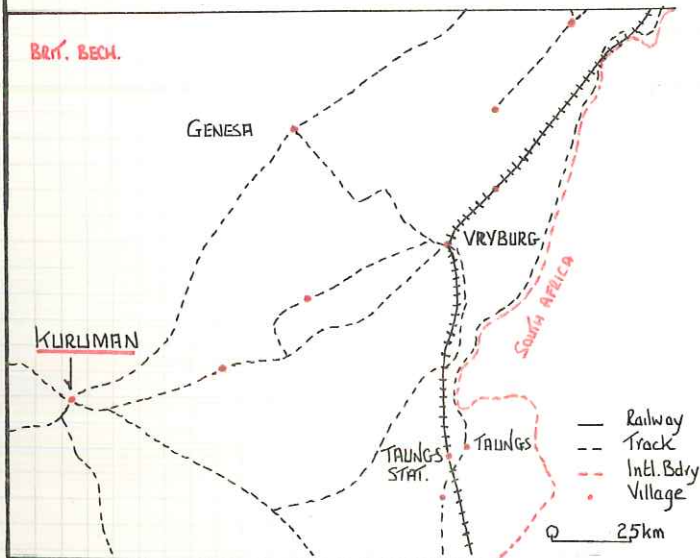 BRIT. BECH.
GENESA
VRYBURG
SOUTH AFRICA
KURUMAN
TAUNGS
STAT.
TAUNGS
Railway
Track
Intl. Bdry
Village
0 25km